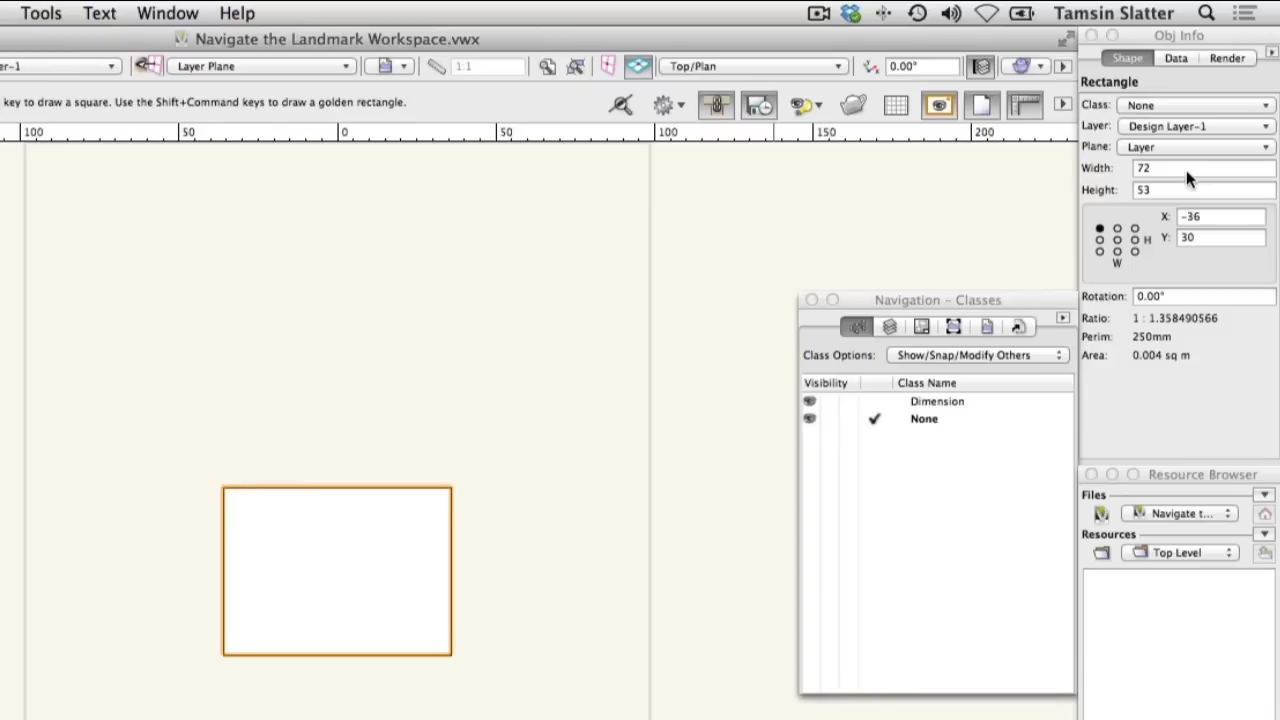 Tools Text Window Help Tamsin Slatter
Navigate the Landmark Workspace.vwx
er-1 Layer Plane 1:1 Top/Plan 0.00°
key to draw a square. Use the Shift+Command keys to draw a golden rectangle.
100 50 0 50 100 150 200
Obj Info
Shape Data Render
Rectangle
Class: None
Layer: Design Layer-1
Plane: Layer
Width: 72
Height: 53
X: -36
Y: 30
H
W
Rotation: 0.00°
Ratio: 1 : 1.358490566
Perim: 250mm
Area: 0.004 sq m
Navigation – Classes
Class Options: Show/Snap/Modify Others
Visibility Class Name
Dimension
None
Resource Browser
Files
Navigate t...
Resources
Top Level